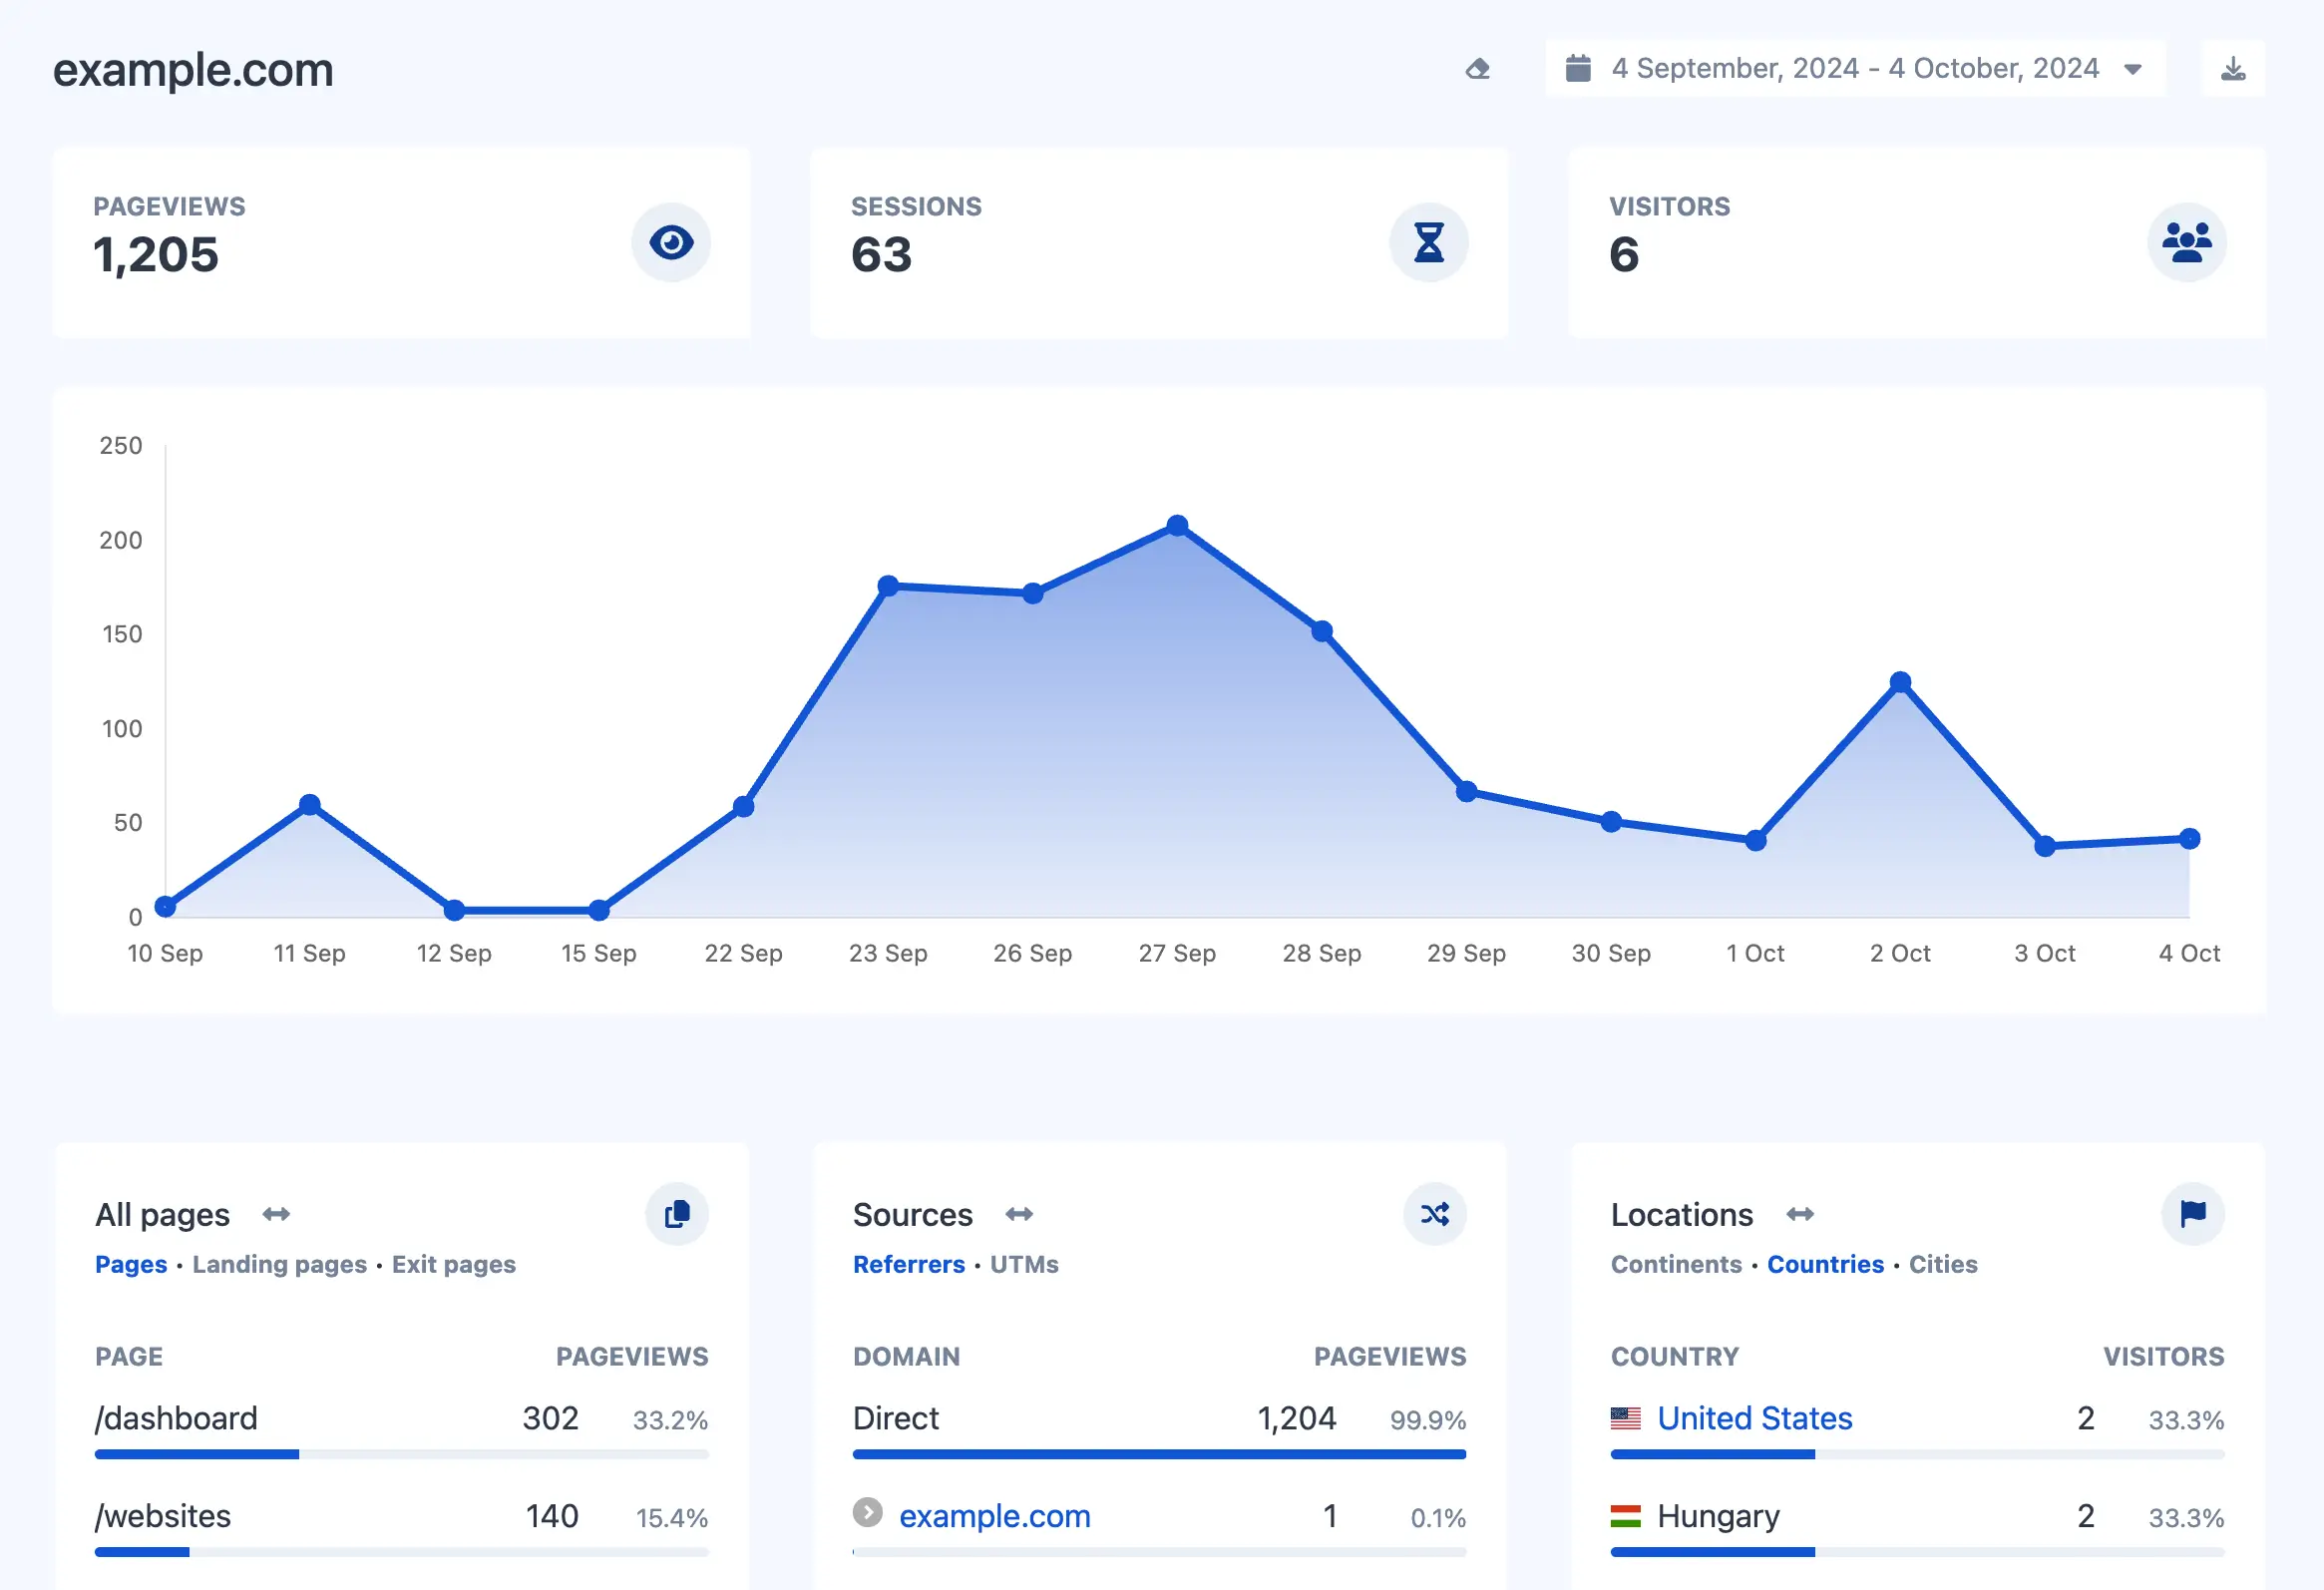 example.com
4 September, 2024 - 4 October, 2024
PAGEVIEWS
1,205
SESSIONS
63
VISITORS
6
250
200
150
100
50
0
10 Sep 11 Sep 12 Sep 15 Sep 22 Sep 23 Sep 26 Sep 27 Sep 28 Sep 29 Sep 30 Sep 1 Oct 2 Oct 3 Oct 4 Oct
All pages
Pages • Landing pages • Exit pages
PAGE PAGEVIEWS
/dashboard 302 33.2%
/websites 140 15.4%
Sources
Referrers • UTMs
DOMAIN PAGEVIEWS
Direct 1,204 99.9%
example.com 1 0.1%
Locations
Continents • Countries • Cities
COUNTRY VISITORS
United States 2 33.3%
Hungary 2 33.3%